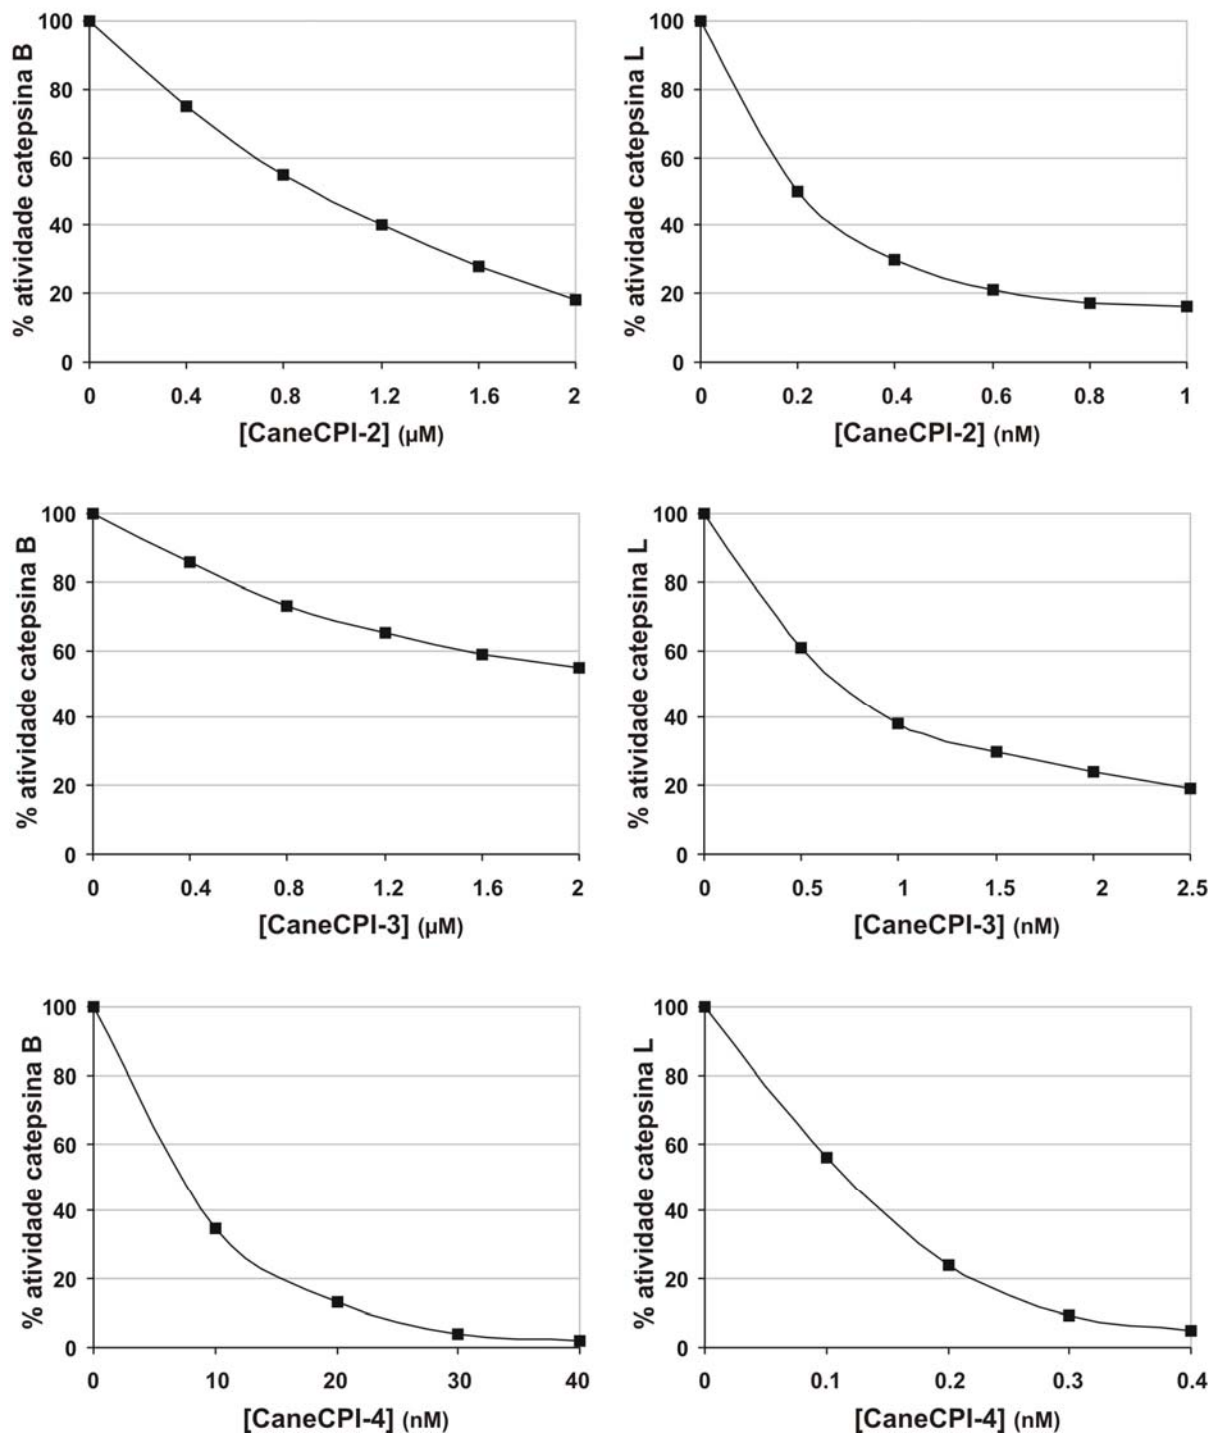 % atividade catepsina B
100
80
60
40
20
0
0 0.4 0.8 1.2 1.6 2
[CaneCPI-2] (µM)
% atividade catepsina L
100
80
60
40
20
0
0 0.2 0.4 0.6 0.8 1
[CaneCPI-2] (nM)
% atividade catepsina B
100
80
60
40
20
0
0 0.4 0.8 1.2 1.6 2
[CaneCPI-3] (µM)
% atividade catepsina L
100
80
60
40
20
0
0 0.5 1 1.5 2 2.5
[CaneCPI-3] (nM)
% atividade catepsina B
100
80
60
40
20
0
0 10 20 30 40
[CaneCPI-4] (nM)
% atividade catepsina L
100
80
60
40
20
0
0 0.1 0.2 0.3 0.4
[CaneCPI-4] (nM)